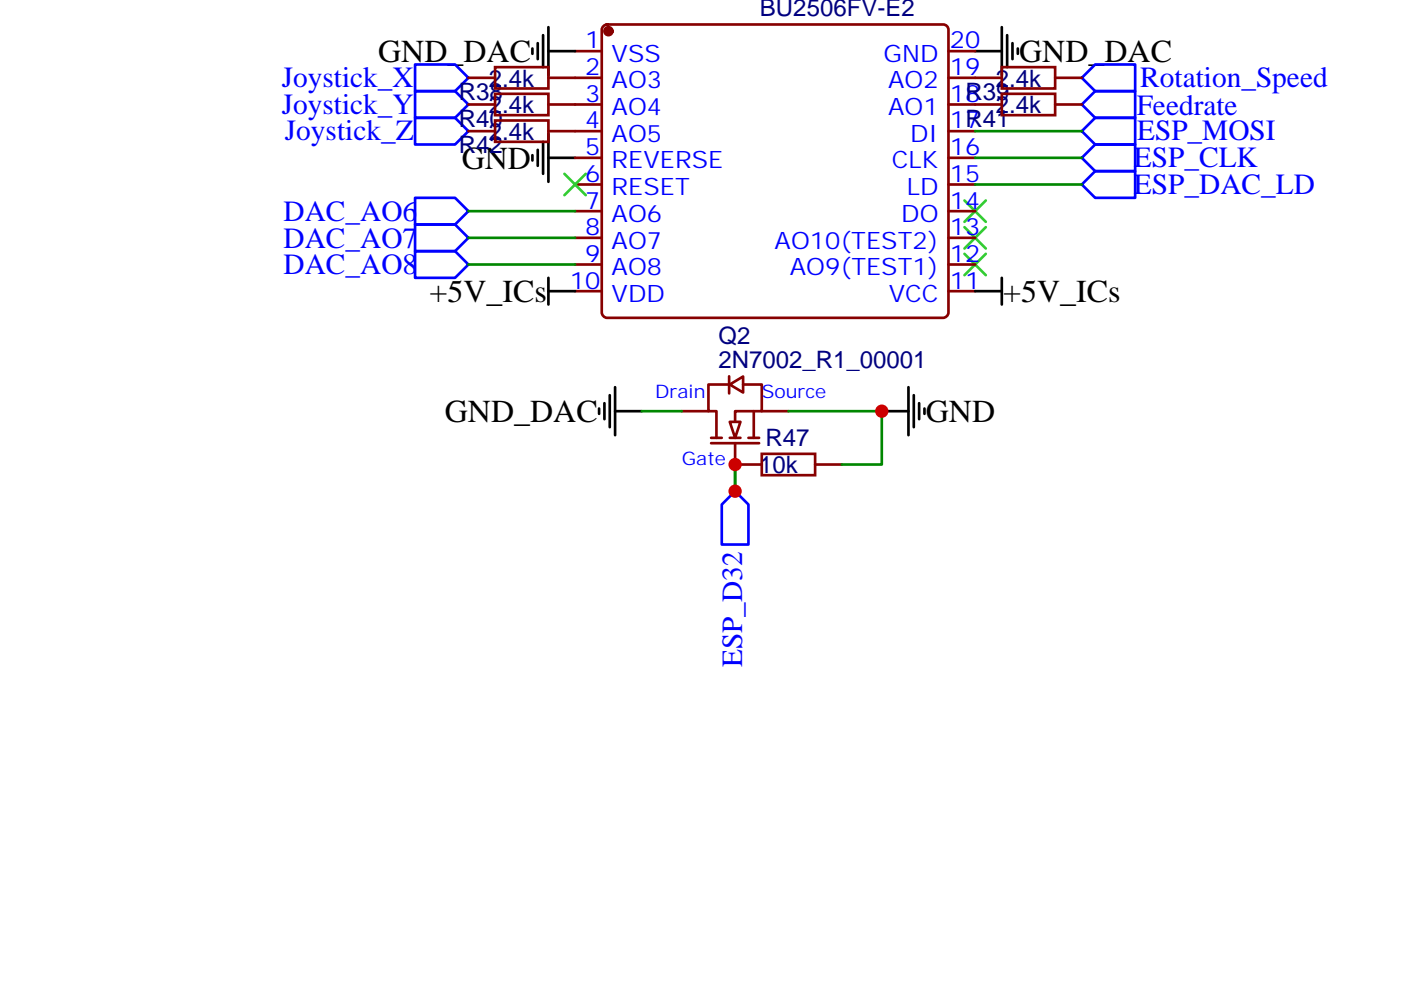 BU2506FV-E2
GND_DAC 1 VSS GND 20 GND_DAC
Joystick_X 2.4k 2 AO3 AO2 19 2.4k Rotation_Speed
R38 R39
Joystick_Y 2.4k 3 AO4 AO1 18 2.4k Feedrate
R40 R41
Joystick_Z 2.4k 4 AO5 DI 17 ESP_MOSI
R42
GND 5 REVERSE CLK 16 ESP_CLK
6 RESET LD 15 ESP_DAC_LD
DAC_AO6 7 AO6 DO 14
DAC_AO7 8 AO7 AO10(TEST2) 13
DAC_AO8 9 AO8 AO9(TEST1) 12
+5V_ICs 10 VDD VCC 11 +5V_ICs
Q2
2N7002_R1_00001
Drain Source
GND_DAC GND
R47
Gate 10k
ESP_D32